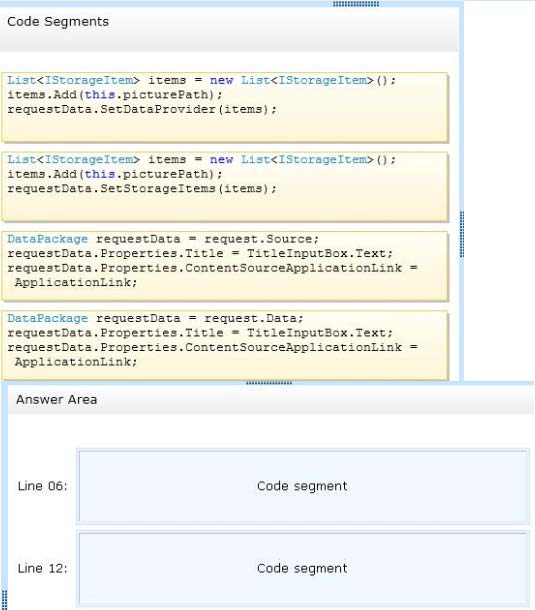 Code Segments
List<IStorageItem> items = new List<IStorageItem>();
items.Add(this.picturePath);
requestData.SetDataProvider(items);
List<IStorageItem> items = new List<IStorageItem>();
items.Add(this.picturePath);
requestData.SetStorageItems(items);
DataPackage requestData = request.Source;
requestData.Properties.Title = TitleInputBox.Text;
requestData.Properties.ContentSourceApplicationLink =
ApplicationLink;
DataPackage requestData = request.Data;
requestData.Properties.Title = TitleInputBox.Text;
requestData.Properties.ContentSourceApplicationLink =
ApplicationLink;
Answer Area
Line 06: Code segment
Line 12: Code segment